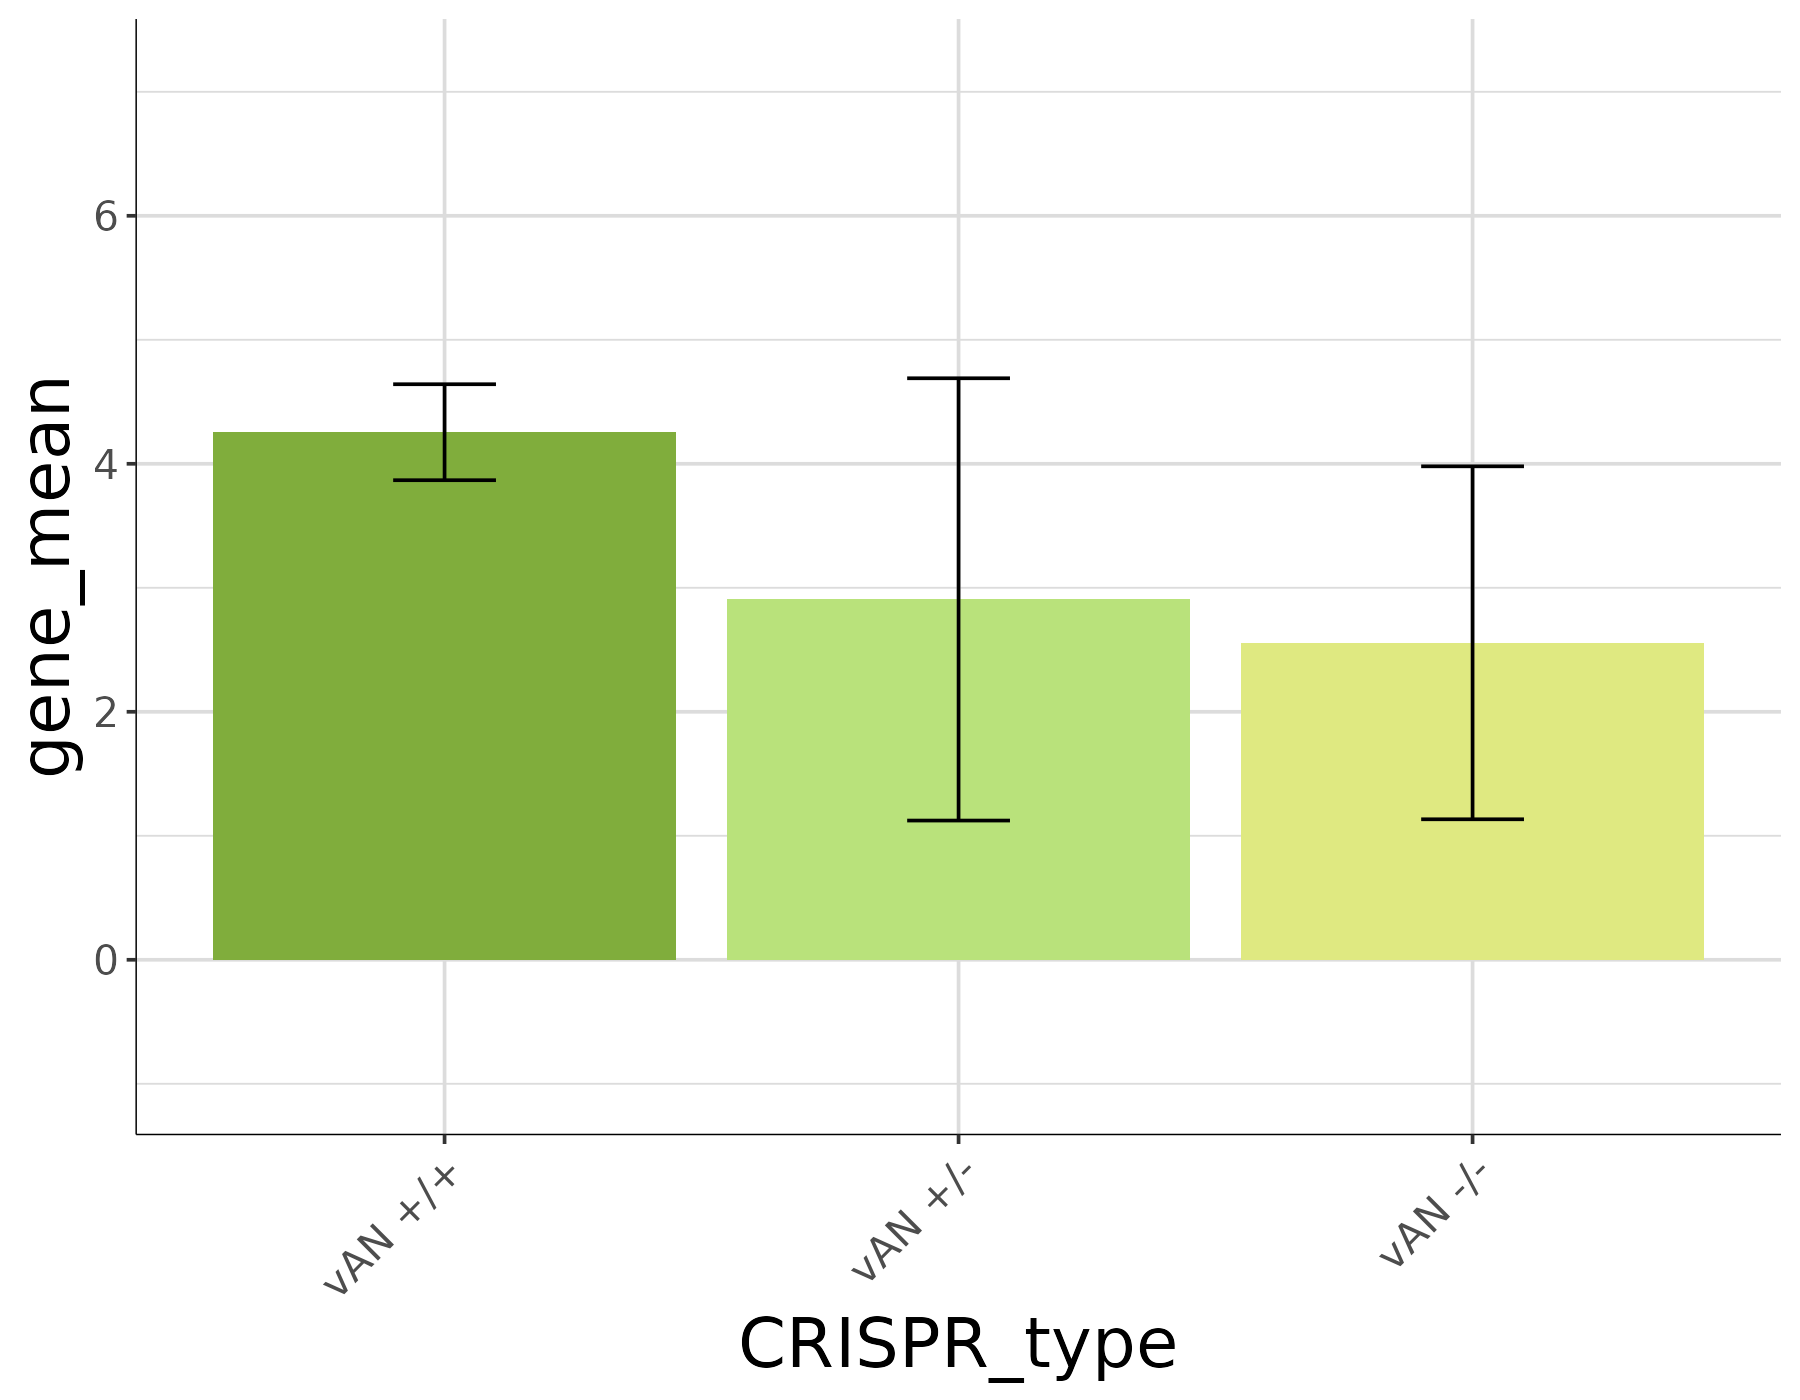 gene_mean
6
4
2
0
vAN +/+
vAN +/-
vAN -/-
CRISPR_type